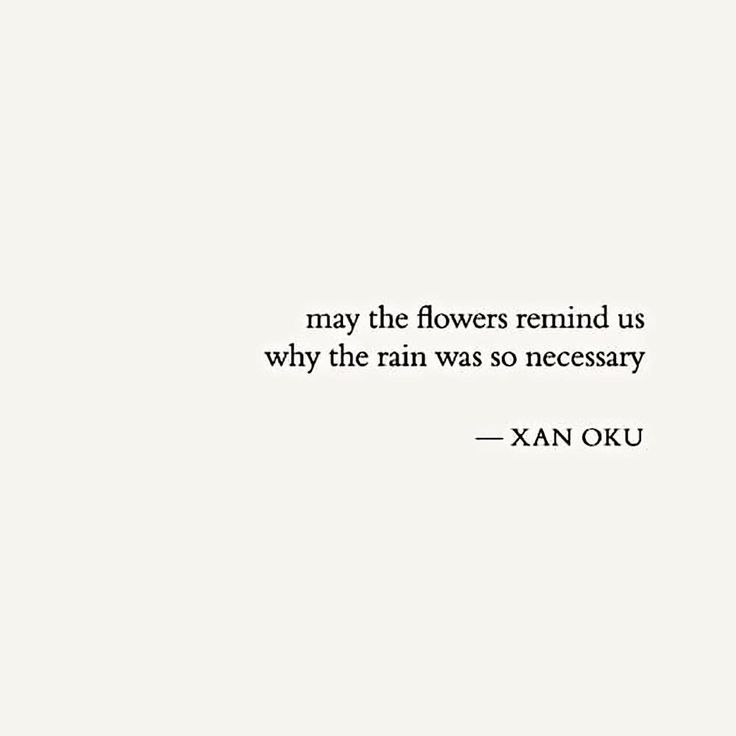 may the flowers remind us
why the rain was so necessary
— XAN OKU